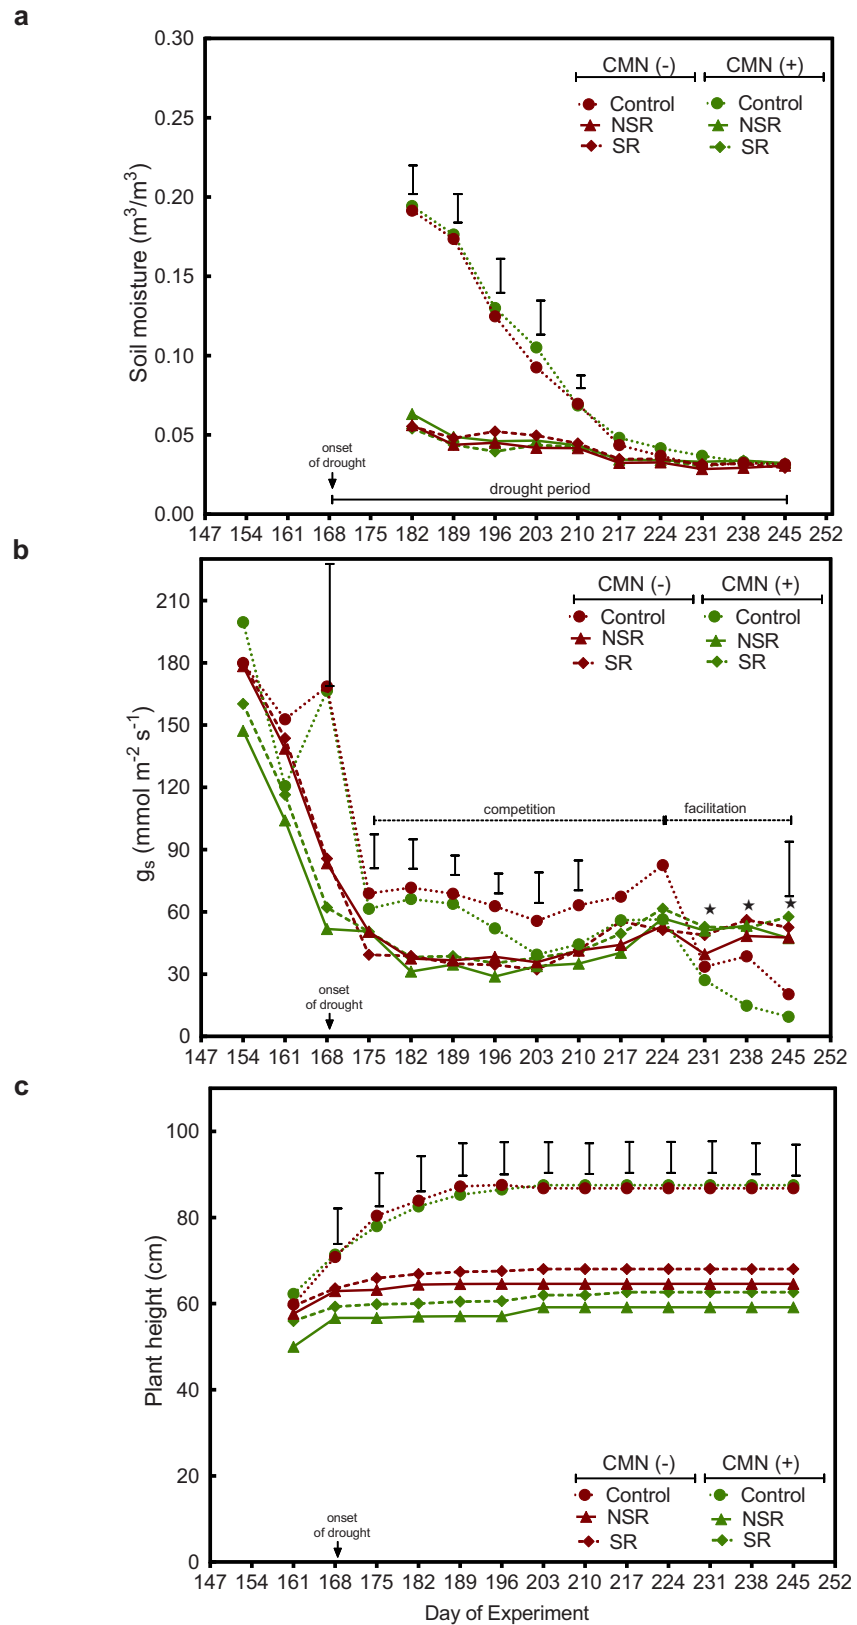 a
0.30
0.25
0.20
0.15
0.10
0.05
0.00
Soil moisture (m3/m3)
CMN (-) CMN (+)
Control Control
NSR NSR
SR SR
onset
of drought
drought period
147 154 161 168 175 182 189 196 203 210 217 224 231 238 245 252
b
210
180
150
120
90
60
30
0
gs (mmol m-2 s-1)
CMN (-) CMN (+)
Control Control
NSR NSR
SR SR
competition facilitation
★ ★ ★
onset
of drought
147 154 161 168 175 182 189 196 203 210 217 224 231 238 245 252
c
100
80
60
40
20
0
Plant height (cm)
CMN (-) CMN (+)
Control Control
NSR NSR
SR SR
onset
of drought
147 154 161 168 175 182 189 196 203 210 217 224 231 238 245 252
Day of Experiment